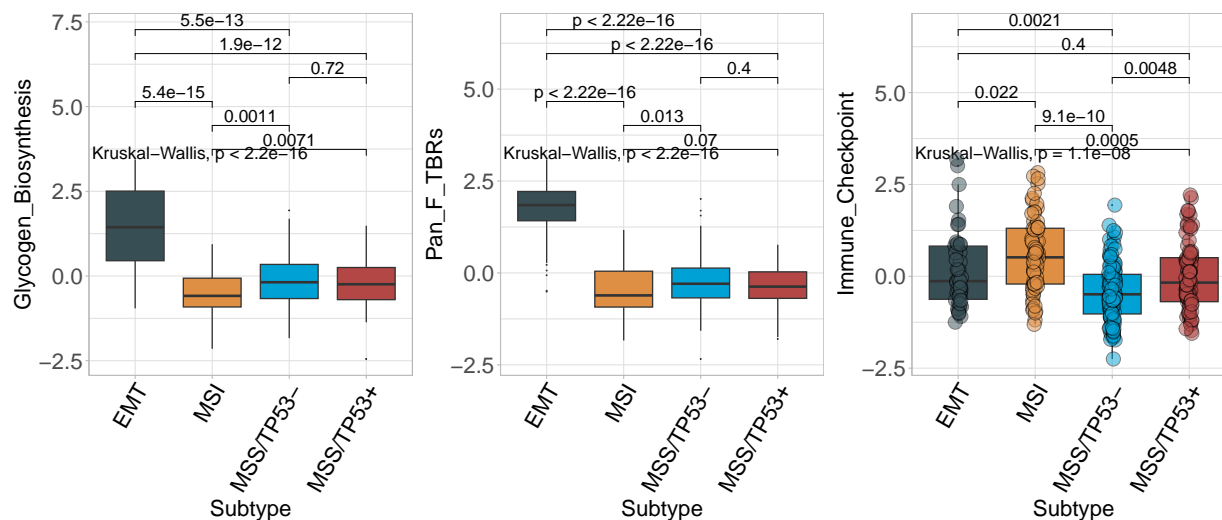 Glycogen_Biosynthesis
7.5
5.0
2.5
0.0
−2.5
5.5e−13
1.9e−12
0.72
5.4e−15
0.0011
0.0071
Kruskal−Wallis, p < 2.2e−16
EMT
MSI
MSS/TP53−
MSS/TP53+
Subtype
Pan_F_TBRs
5.0
2.5
0.0
−2.5
p < 2.22e−16
p < 2.22e−16
0.4
p < 2.22e−16
0.013
0.07
Kruskal−Wallis, p < 2.2e−16
EMT
MSI
MSS/TP53−
MSS/TP53+
Subtype
Immune_Checkpoint
5.0
2.5
0.0
−2.5
0.0021
0.4
0.0048
0.022
9.1e−10
0.0005
Kruskal−Wallis, p = 1.1e−08
EMT
MSI
MSS/TP53−
MSS/TP53+
Subtype